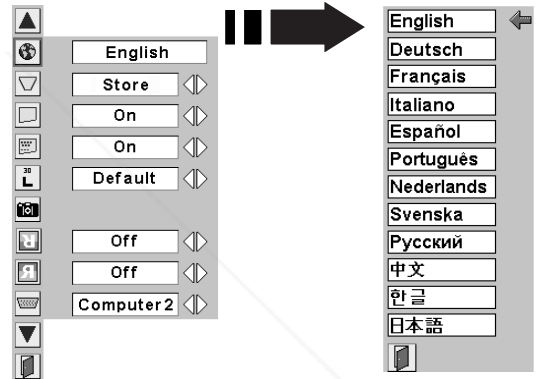 English
Store
On
On
30
L
Default
Off
Off
Computer2
English
Deutsch
Français
Italiano
Español
Português
Nederlands
Svenska
Русский
中文
한글
日本語